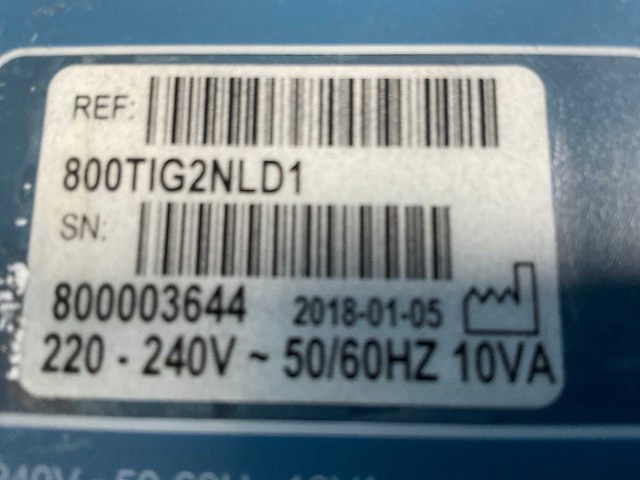 REF:
800TIG2NLD1
SN:
800003644 2018-01-05
220 - 240V ~ 50/60HZ 10VA